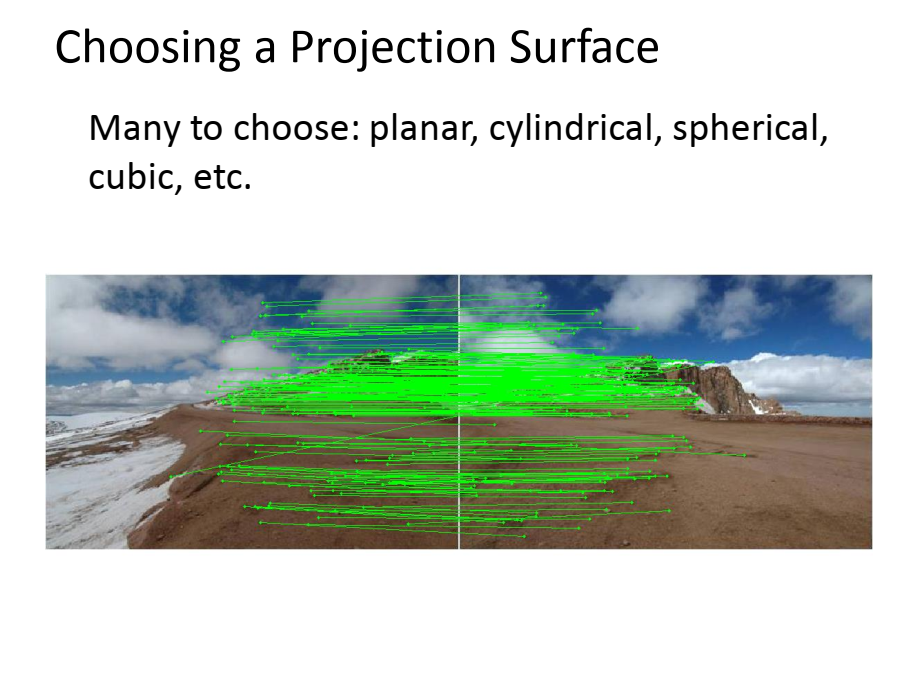 Choosing a Projection Surface
Many to choose: planar, cylindrical, spherical,
cubic, etc.